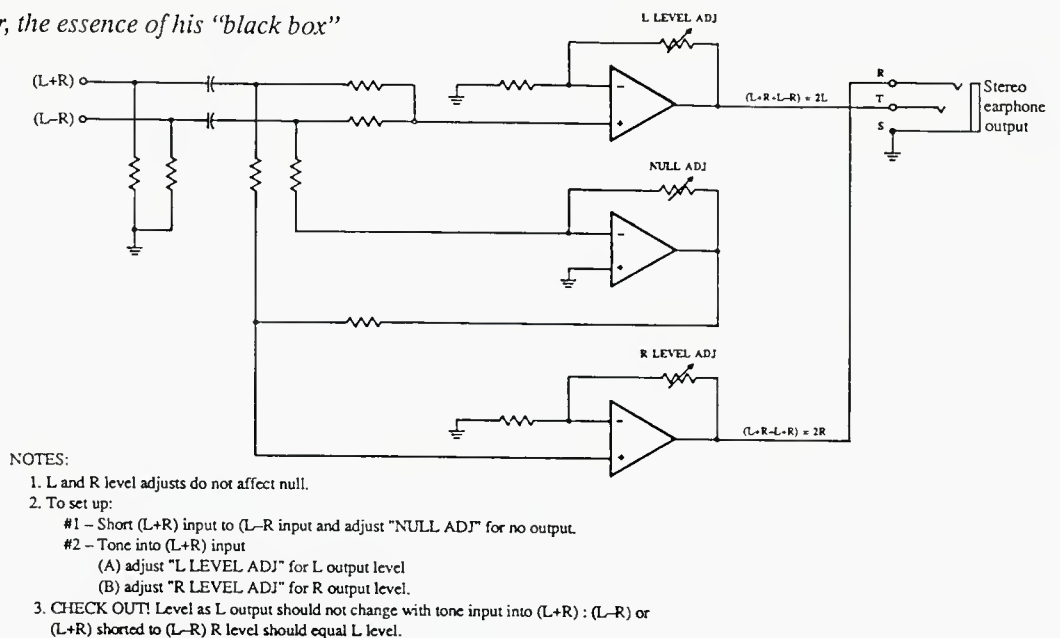 r, the essence of his “black box”
L LEVEL ADJ
(L+R)
(L–R)
–
+
(L+R+L–R) = 2L
R
T
S
Stereo
earphone
output
NULL ADJ
–
+
R LEVEL ADJ
–
+
(L+R–L+R) = 2R
NOTES:
1. L and R level adjusts do not affect null.
2. To set up:
#1 – Short (L+R) input to (L–R input and adjust "NULL ADJ" for no output.
#2 – Tone into (L+R) input
(A) adjust "L LEVEL ADJ" for L output level
(B) adjust "R LEVEL ADJ" for R output level.
3. CHECK OUT! Level as L output should not change with tone input into (L+R) : (L–R) or
(L+R) shorted to (L–R) R level should equal L level.